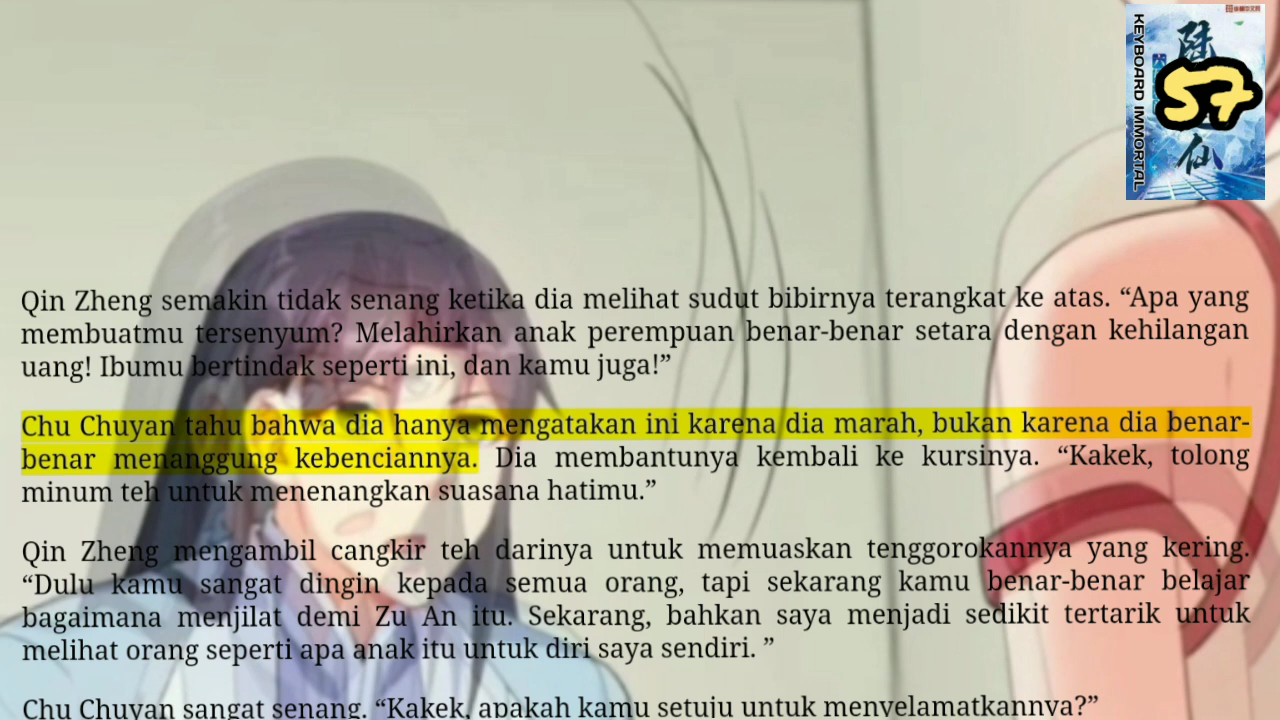 KEYBOARD IMMORTAL
57
仙
Qin Zheng semakin tidak senang ketika dia melihat sudut bibirnya terangkat ke atas. “Apa yang
membuatmu tersenyum? Melahirkan anak perempuan benar-benar setara dengan kehilangan
uang! Ibumu bertindak seperti ini, dan kamu juga!”
Chu Chuyan tahu bahwa dia hanya mengatakan ini karena dia marah, bukan karena dia benar-
benar menanggung kebenciannya. Dia membantunya kembali ke kursinya. “Kakek, tolong
minum teh untuk menenangkan suasana hatimu.”
Qin Zheng mengambil cangkir teh darinya untuk memuaskan tenggorokannya yang kering.
“Dulu kamu sangat dingin kepada semua orang, tapi sekarang kamu benar-benar belajar
bagaimana menjilat demi Zu An itu. Sekarang, bahkan saya menjadi sedikit tertarik untuk
melihat orang seperti apa anak itu untuk diri saya sendiri. ”
Chu Chuyan sangat senang. “Kakek, apakah kamu setuju untuk menyelamatkannya?”